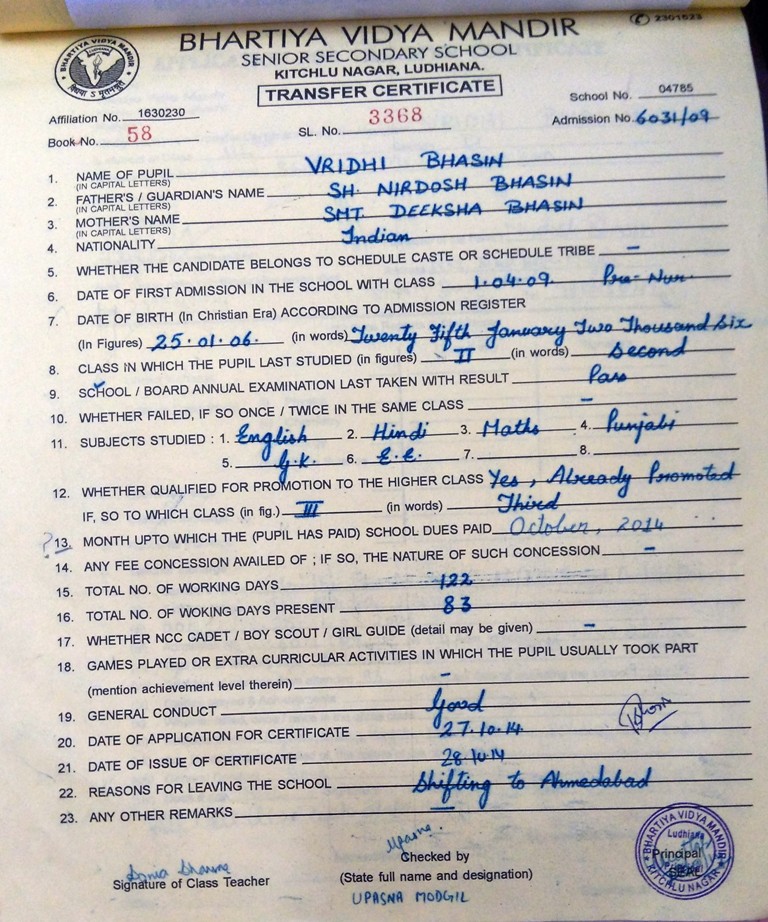 ✆ 2301523
BHARTIYA VIDYA MANDIR
SENIOR SECONDARY SCHOOL
KITCHLU NAGAR, LUDHIANA.
TRANSFER CERTIFICATE
BHARTIYA VIDYA MANDIR
Affiliation No. 1630230
School No. 04785
Book No. 58
SL. No. 3368
Admission No 6031/09
1. NAME OF PUPIL VRIDHI BHASIN
(IN CAPITAL LETTERS)
2. FATHER'S / GUARDIAN'S NAME SH. NIRDOSH BHASIN
(IN CAPITAL LETTERS)
3. MOTHER'S NAME SMT. DEEKSHA BHASIN
(IN CAPITAL LETTERS)
4. NATIONALITY Indian
5. WHETHER THE CANDIDATE BELONGS TO SCHEDULE CASTE OR SCHEDULE TRIBE –
6. DATE OF FIRST ADMISSION IN THE SCHOOL WITH CLASS 1.04.09. Pre-Nur.
7. DATE OF BIRTH (In Christian Era) ACCORDING TO ADMISSION REGISTER
(In Figures) 25.01.06. (in words) Twenty Fifth January Two Thousand Six
8. CLASS IN WHICH THE PUPIL LAST STUDIED (in figures) II (in words) Second
9. SCHOOL / BOARD ANNUAL EXAMINATION LAST TAKEN WITH RESULT Pass
10. WHETHER FAILED, IF SO ONCE / TWICE IN THE SAME CLASS –
11. SUBJECTS STUDIED : 1. English 2. Hindi 3. Maths 4. Punjabi
5. G.K. 6. E.E. 7. 8.
12. WHETHER QUALIFIED FOR PROMOTION TO THE HIGHER CLASS Yes, Already Promoted
IF, SO TO WHICH CLASS (in fig.) III (in words) Third
?13. MONTH UPTO WHICH THE (PUPIL HAS PAID) SCHOOL DUES PAID October, 2014
14. ANY FEE CONCESSION AVAILED OF ; IF SO, THE NATURE OF SUCH CONCESSION –
15. TOTAL NO. OF WORKING DAYS 122
16. TOTAL NO. OF WOKING DAYS PRESENT 83
17. WHETHER NCC CADET / BOY SCOUT / GIRL GUIDE (detail may be given) –
18. GAMES PLAYED OR EXTRA CURRICULAR ACTIVITIES IN WHICH THE PUPIL USUALLY TOOK PART
(mention achievement level therein) –
19. GENERAL CONDUCT Good
20. DATE OF APPLICATION FOR CERTIFICATE 27.10.14
21. DATE OF ISSUE OF CERTIFICATE 28.10.14
22. REASONS FOR LEAVING THE SCHOOL Shifting to Ahmedabad
23. ANY OTHER REMARKS –
Sonia Sharma
Signature of Class Teacher
Upasna
Checked by
(State full name and designation)
UPASNA MODGIL
BHARTIYA VIDYA MANDIR
Ludhiana
Principal
SEAL
KITCHLU NAGAR